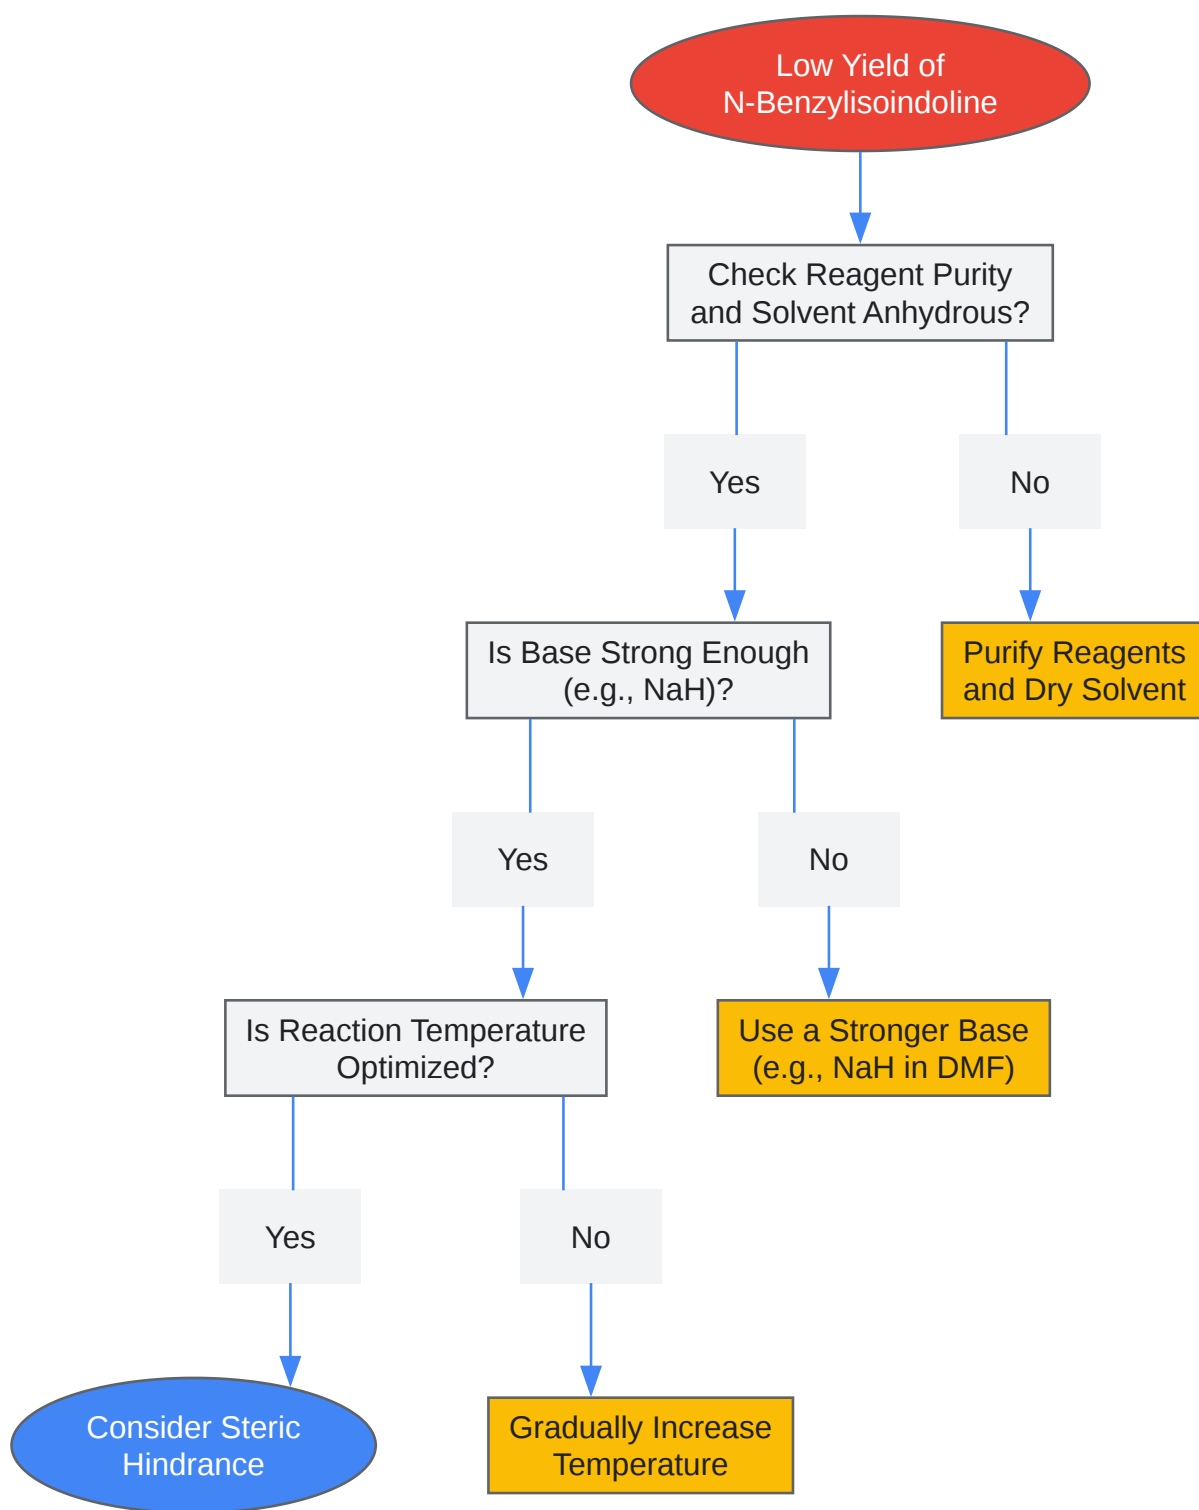 Low Yield of
N-Benzylisoindoline
Check Reagent Purity
and Solvent Anhydrous?
Yes
No
Is Base Strong Enough
(e.g., NaH)?
Purify Reagents
and Dry Solvent
Yes
No
Is Reaction Temperature
Optimized?
Use a Stronger Base
(e.g., NaH in DMF)
Yes
No
Consider Steric
Hindrance
Gradually Increase
Temperature